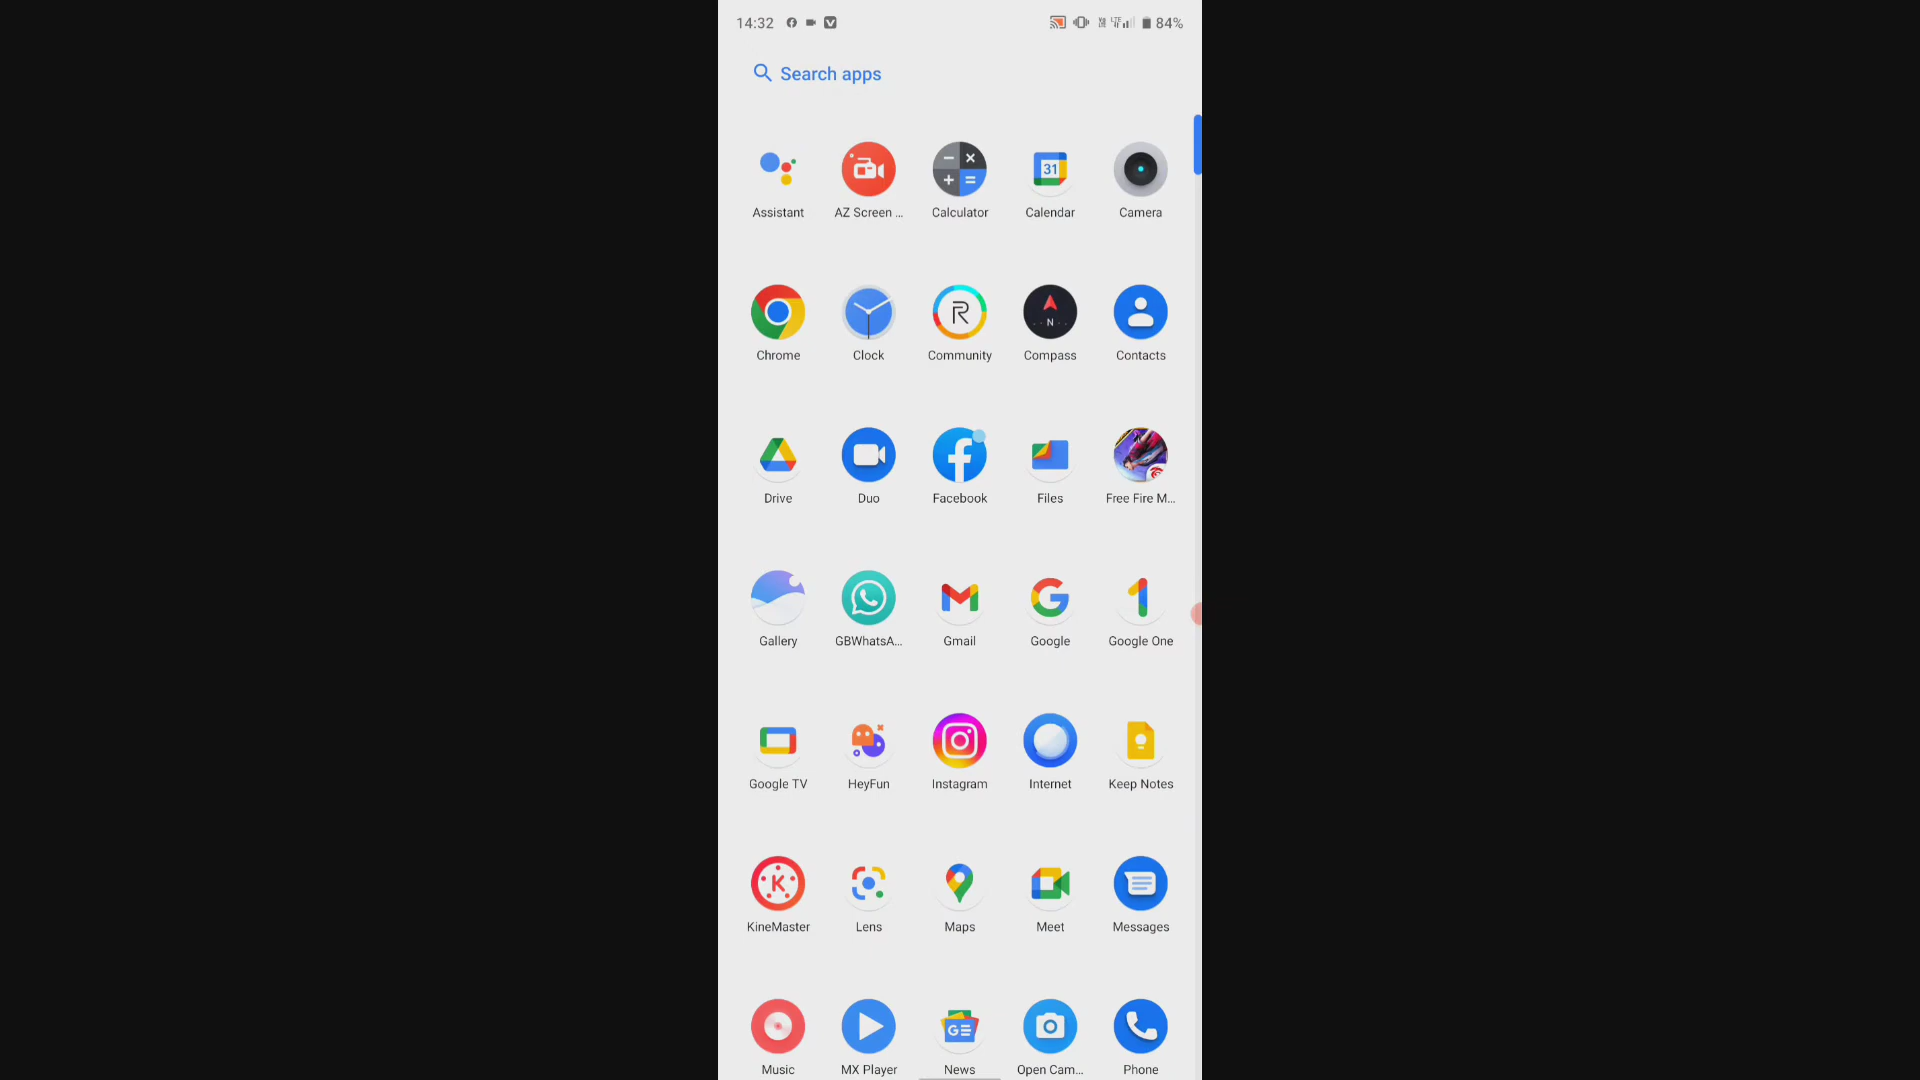 14:32 84%
Search apps
31
Assistant AZ Screen ... Calculator Calendar Camera
N
Chrome Clock Community Compass Contacts
Drive Duo Facebook Files Free Fire M...
Gallery GBWhatsA... Gmail Google Google One
Google TV HeyFun Instagram Internet Keep Notes
K
KineMaster Lens Maps Meet Messages
GE
Music MX Player News Open Cam... Phone